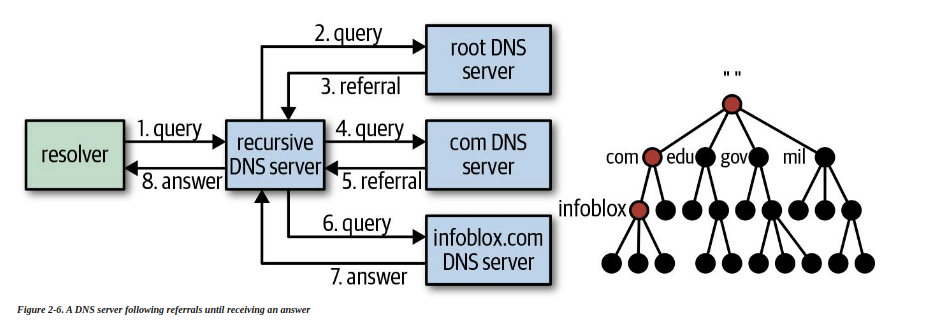 2. query
root DNS
server
3. referral
1. query
resolver
recursive
DNS server
8. answer
4. query
com DNS
server
5. referral
6. query
infoblox.com
DNS server
7. answer
" "
com
edu
gov
mil
infoblox
Figure 2-6. A DNS server following referrals until receiving an answer